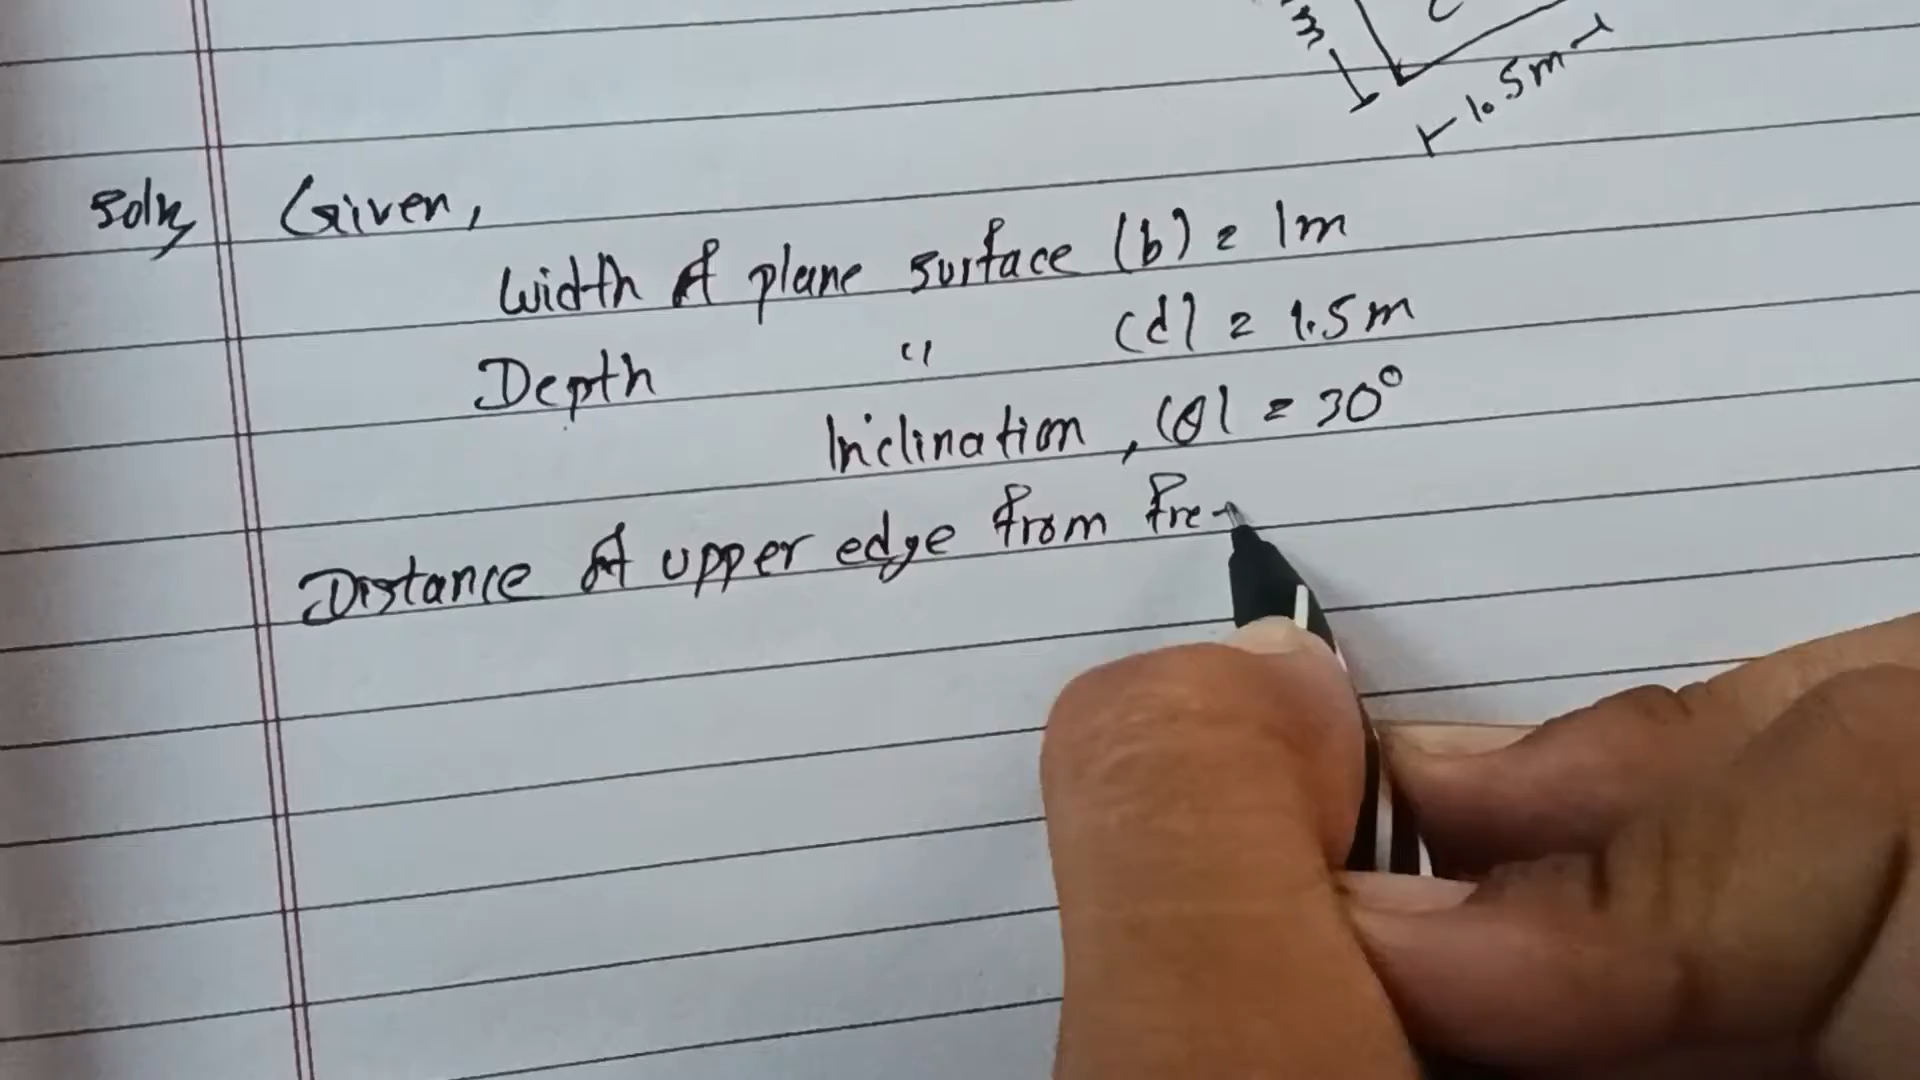 1.5m
Soln, Given,
Width of plane surface (b) = 1m
Depth " (d) = 1.5m
Inclination, (θ) = 30°
Distance of upper edge from fre